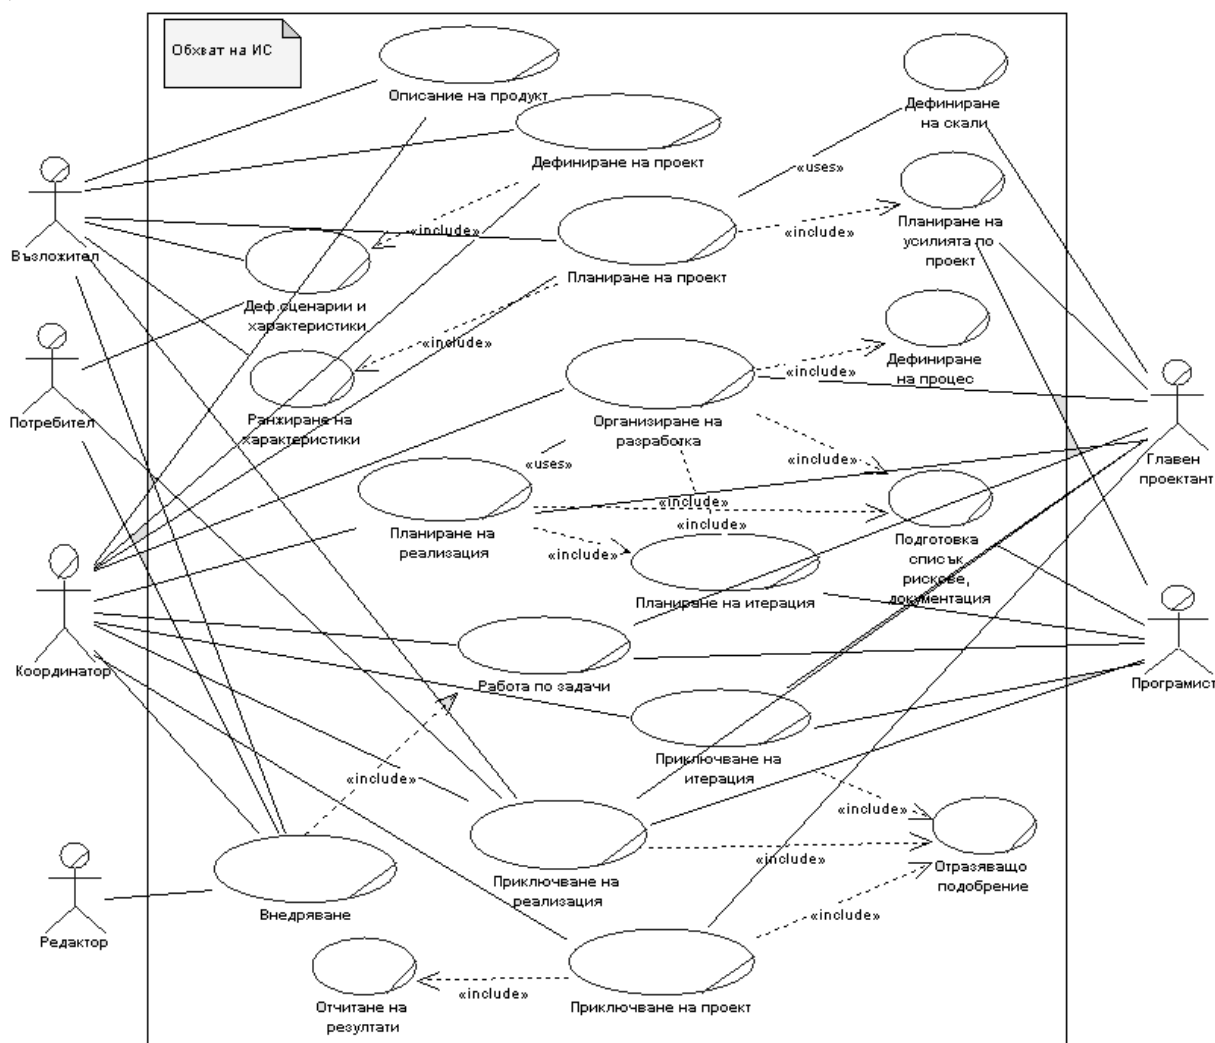 Обхват на ИС
Описание на продукт
Дефиниране
на скали
Дефиниране на проект
«uses»
Възложител
«include»
Планиране на проект
«include»
Планиране на
усилията по
проект
Деф.сценарии и
характеристики
«include»
Потребител
Ранжиране на
характеристики
Организиране на
разработка
«include»
Дефиниране
на процес
«uses»
«include»
Главен
проектант
Планиране на
реализация
«include»
«include»
«include»
Подготовка
списък
рискове,
документация
Планиране на итерация
Координатор
Работа по задачи
Програмист
Приключване на
итерация
«include»
«include»
«include»
Отразяващо
подобрение
Приключване на
реализация
Внедряване
Редактор
«include»
Отчитане на
резултати
«include»
Приключване на проект